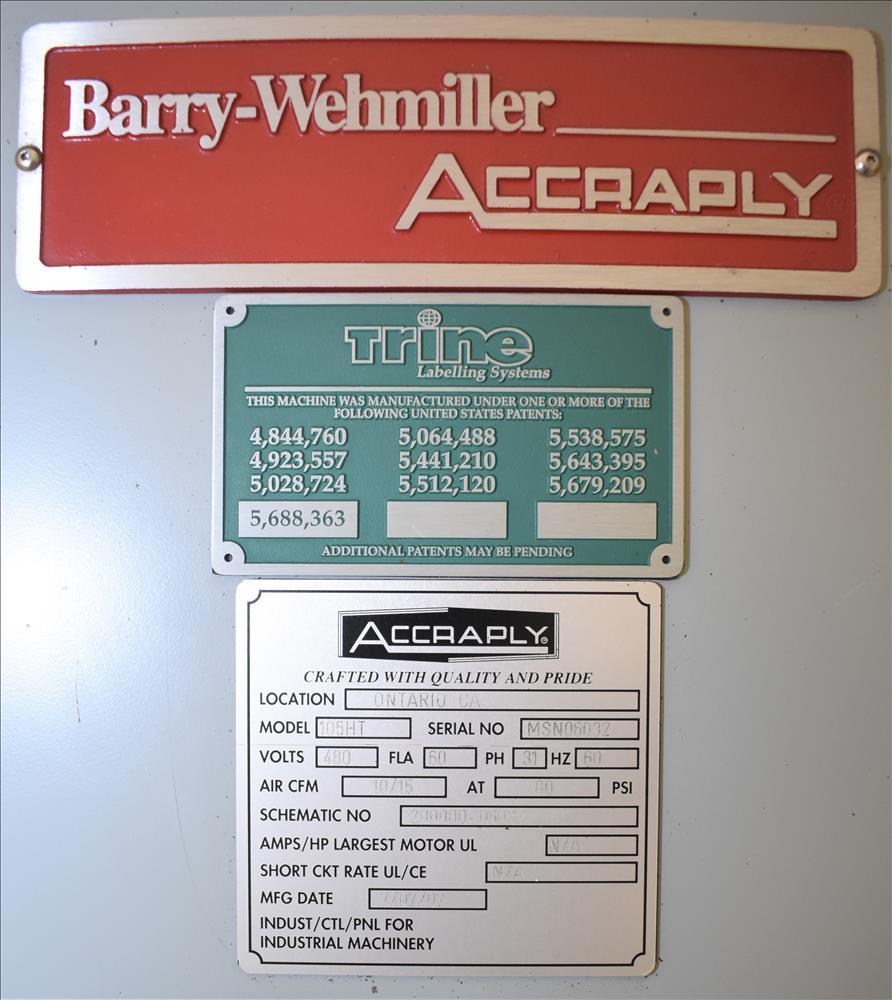 Barry-Wehmiller
ACCRAPLY
Trine
Labelling Systems
THIS MACHINE WAS MANUFACTURED UNDER ONE OR MORE OF THE
FOLLOWING UNITED STATES PATENTS:
4,844,760 5,064,488 5,538,575
4,923,557 5,441,210 5,643,395
5,028,724 5,512,120 5,679,209
5,688,363
ADDITIONAL PATENTS MAY BE PENDING
ACCRAPLY®
CRAFTED WITH QUALITY AND PRIDE
LOCATION ONTARIO CA
MODEL 105HT SERIAL NO MSN06032
VOLTS 480 FLA 60 PH 31 HZ 60
AIR CFM 10/15 AT 80 PSI
SCHEMATIC NO
AMPS/HP LARGEST MOTOR UL N/A
SHORT CKT RATE UL/CE N/A
MFG DATE
INDUST/CTL/PNL FOR
INDUSTRIAL MACHINERY